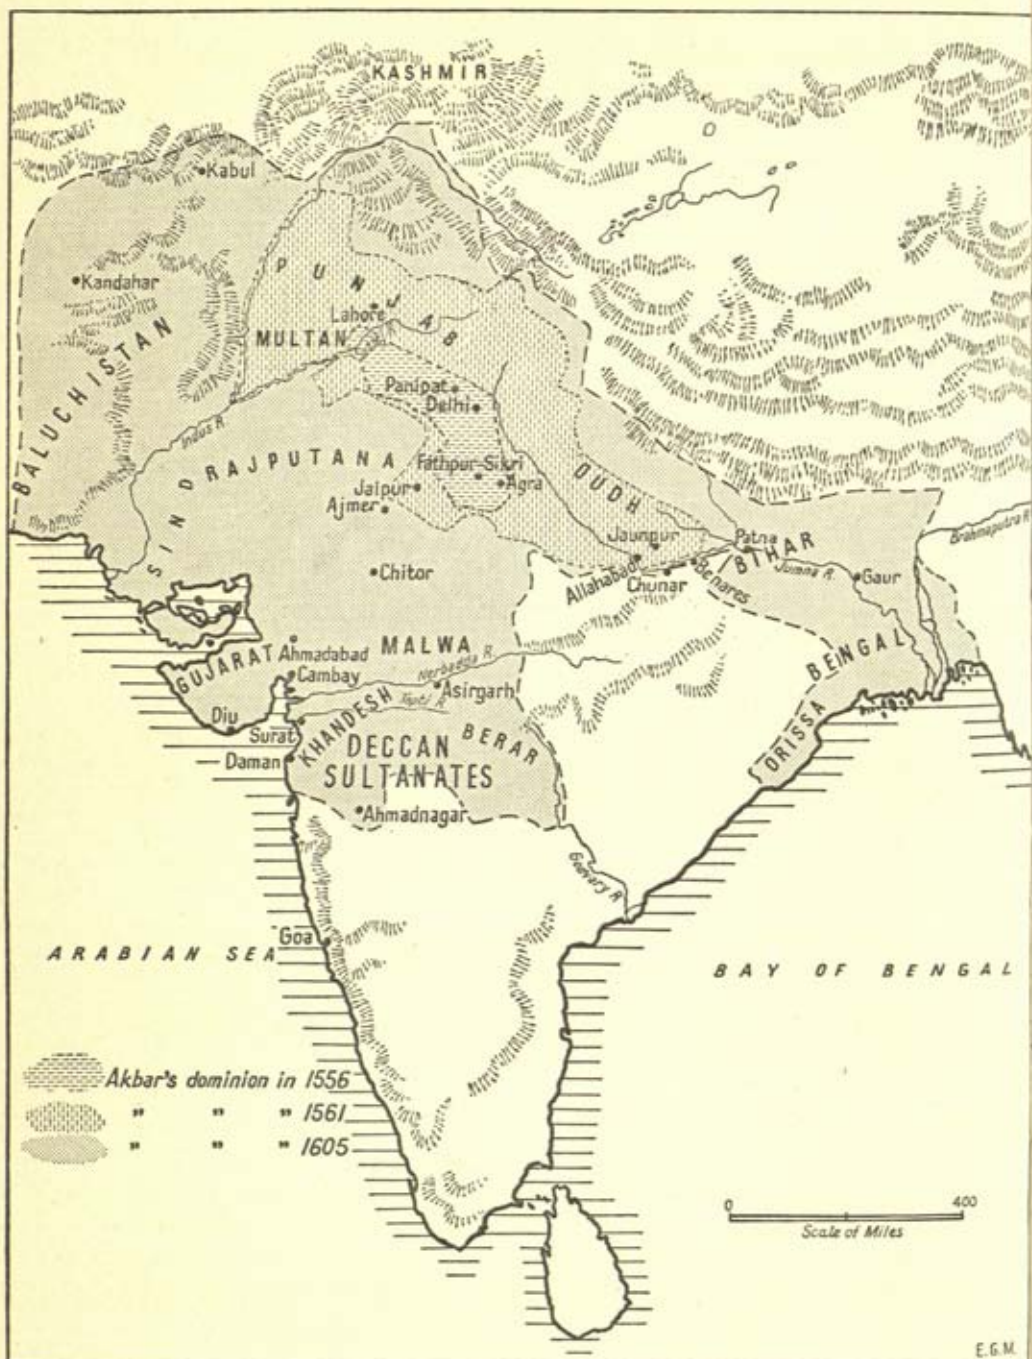 KASHMIR
Kabul
Kandahar
PUNJAB
Lahore
MULTAN
BALUCHISTAN
Panipat
Delhi
Indus R.
RAJPUTANA
SIND
Fathpur-Sikri
Agra
Jaipur
Ajmer
OUDH
Jaunpur
Patna
BIHAR
Brahmaputra R.
Allahabad
Chunar
Benares
Jumna R.
Gaur
Chitor
GUJARAT
Ahmadabad
MALWA
Cambay
Nerbadda R.
Asirgarh
Tapti R.
BENGAL
Diu
Surat
KHANDESH
BERAR
ORISSA
Daman
DECCAN
SULTANATES
Ahmadnagar
Godavary R
Goa
ARABIAN SEA
BAY OF BENGAL
Akbar's dominion in 1556
" " " 1561
" " " 1605
0 400
Scale of Miles
E.G.M.